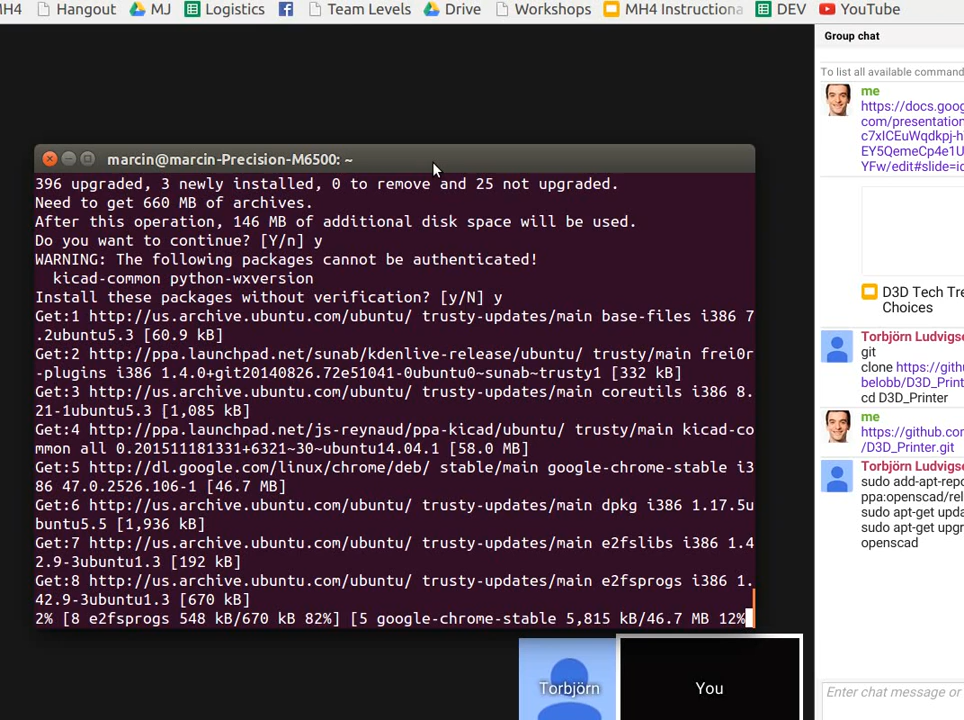 MH4 Hangout MJ Logistics Team Levels Drive Workshops MH4 Instructiona DEV YouTube
Group chat
To list all available command
me
https://docs.goog
com/presentation
c7xICEuWqdkpj-h
EY5QemeCp4e1U
YFw/edit#slide=ic
D3D Tech Tre
Choices
Torbjörn Ludvigse
git
clone https://gith
belobb/D3D_Print
cd D3D_Printer
me
https://github.com
/D3D_Printer.git
Torbjörn Ludvigs
sudo add-apt-repo
ppa:openscad/rel
sudo apt-get upda
sudo apt-get upgr
openscad
Enter chat message or
marcin@marcin-Precision-M6500: ~
396 upgraded, 3 newly installed, 0 to remove and 25 not upgraded.
Need to get 660 MB of archives.
After this operation, 146 MB of additional disk space will be used.
Do you want to continue? [Y/n] y
WARNING: The following packages cannot be authenticated!
kicad-common python-wxversion
Install these packages without verification? [y/N] y
Get:1 http://us.archive.ubuntu.com/ubuntu/ trusty-updates/main base-files i386 7
.2ubuntu5.3 [60.9 kB]
Get:2 http://ppa.launchpad.net/sunab/kdenlive-release/ubuntu/ trusty/main frei0r
-plugins i386 1.4.0+git20140826.72e51041-0ubuntu0~sunab~trusty1 [332 kB]
Get:3 http://us.archive.ubuntu.com/ubuntu/ trusty-updates/main coreutils i386 8.
21-1ubuntu5.3 [1,085 kB]
Get:4 http://ppa.launchpad.net/js-reynaud/ppa-kicad/ubuntu/ trusty/main kicad-co
mmon all 0.201511181331+6321~30~ubuntu14.04.1 [58.0 MB]
Get:5 http://dl.google.com/linux/chrome/deb/ stable/main google-chrome-stable i3
86 47.0.2526.106-1 [46.7 MB]
Get:6 http://us.archive.ubuntu.com/ubuntu/ trusty-updates/main dpkg i386 1.17.5u
buntu5.5 [1,936 kB]
Get:7 http://us.archive.ubuntu.com/ubuntu/ trusty-updates/main e2fslibs i386 1.4
2.9-3ubuntu1.3 [192 kB]
Get:8 http://us.archive.ubuntu.com/ubuntu/ trusty-updates/main e2fsprogs i386 1.
42.9-3ubuntu1.3 [670 kB]
2% [8 e2fsprogs 548 kB/670 kB 82%] [5 google-chrome-stable 5,815 kB/46.7 MB 12%
Torbjörn
You